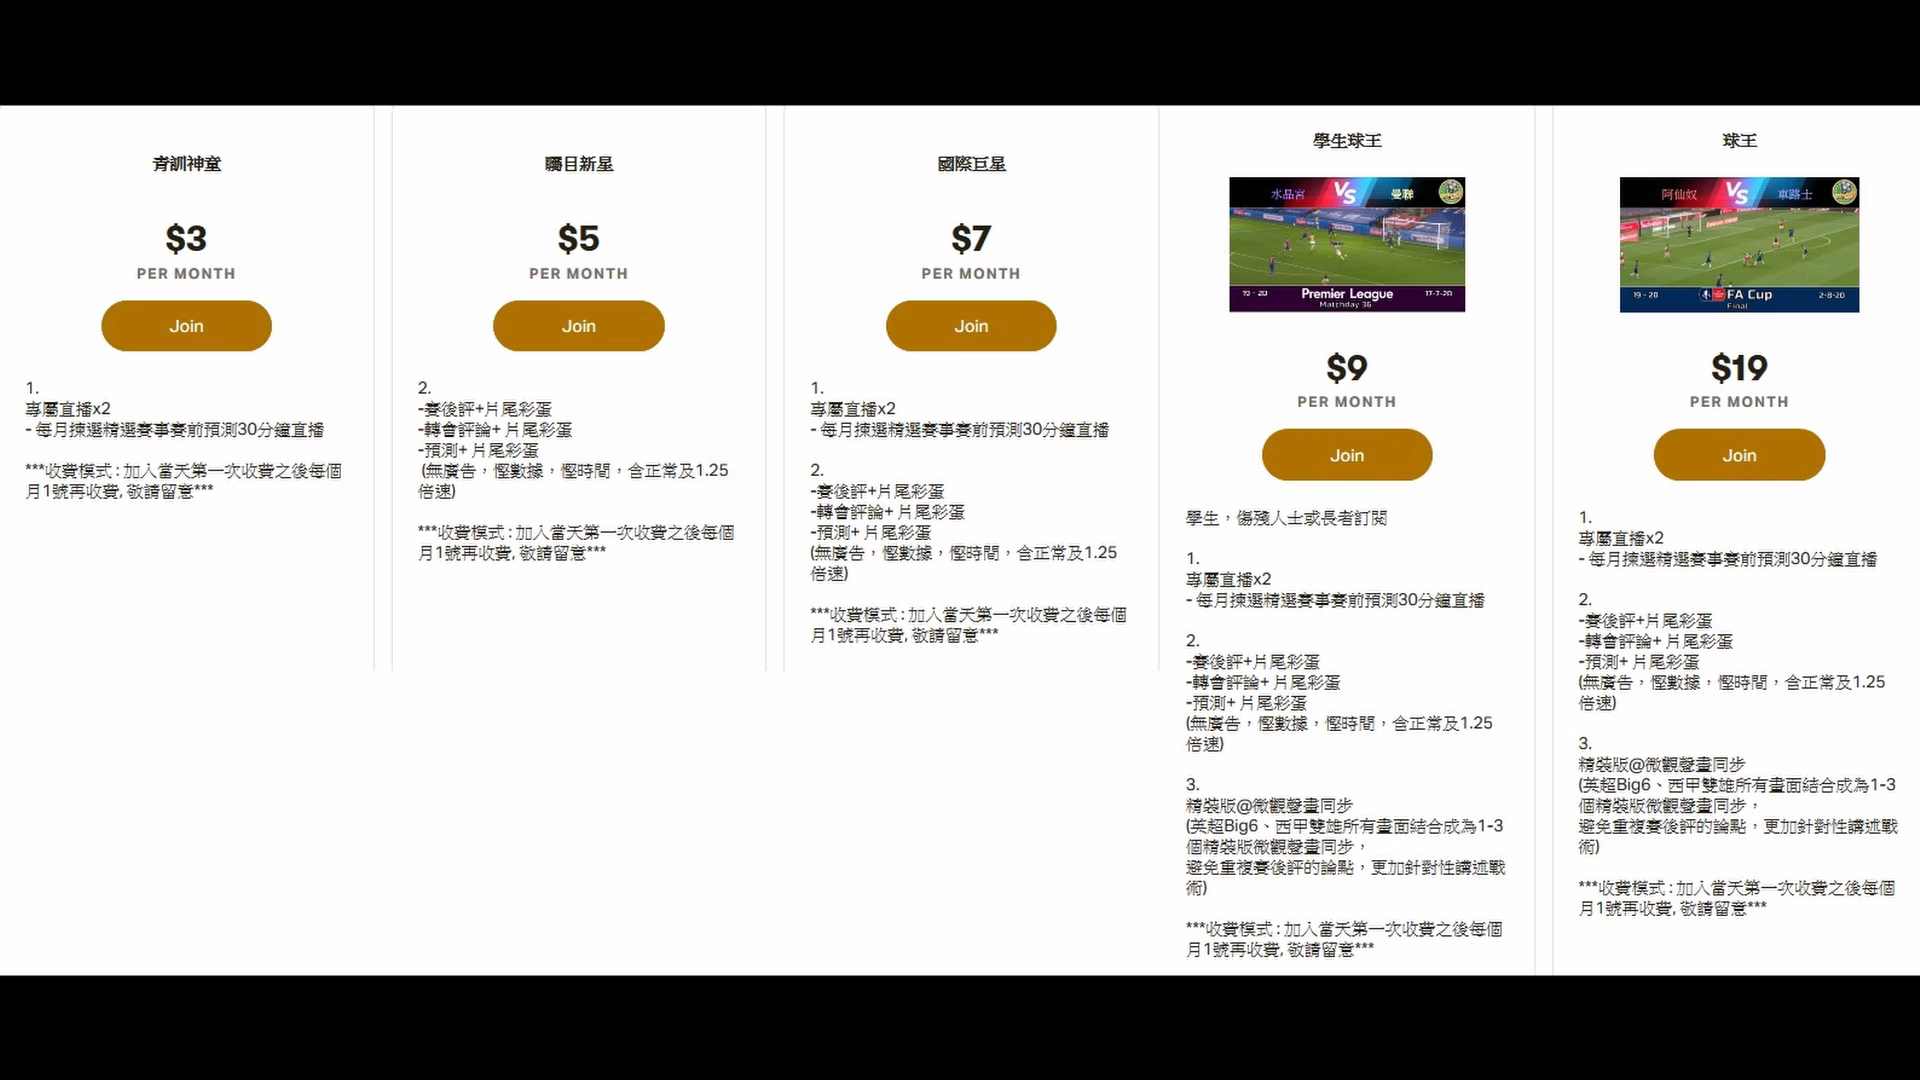 青訓神童
$3
PER MONTH
Join
1.
專屬直播x2
- 每月揀選精選賽事賽前預測30分鐘直播
***收費模式 : 加入當天第一次收費之後每個
月1號再收費, 敬請留意***
矚目新星
$5
PER MONTH
Join
2.
-賽後評+片尾彩蛋
-轉會評論+ 片尾彩蛋
-預測+ 片尾彩蛋
(無廣告，慳數據，慳時間，含正常及1.25
倍速)
***收費模式 : 加入當天第一次收費之後每個
月1號再收費, 敬請留意***
國際巨星
$7
PER MONTH
Join
1.
專屬直播x2
- 每月揀選精選賽事賽前預測30分鐘直播
2.
-賽後評+片尾彩蛋
-轉會評論+ 片尾彩蛋
-預測+ 片尾彩蛋
(無廣告，慳數據，慳時間，含正常及1.25
倍速)
***收費模式 : 加入當天第一次收費之後每個
月1號再收費, 敬請留意***
學生球王
水晶宮 VS 曼聯
19 - 20 Premier League 17-7-20
Matchday 36
$9
PER MONTH
Join
學生，傷殘人士或長者訂閱
1.
專屬直播x2
- 每月揀選精選賽事賽前預測30分鐘直播
2.
-賽後評+片尾彩蛋
-轉會評論+ 片尾彩蛋
-預測+ 片尾彩蛋
(無廣告，慳數據，慳時間，含正常及1.25
倍速)
3.
精裝版@微觀聲畫同步
(英超Big6、西甲雙雄所有畫面結合成為1-3
個精裝版微觀聲畫同步，
避免重複賽後評的論點，更加針對性講述戰
術)
***收費模式 : 加入當天第一次收費之後每個
月1號再收費, 敬請留意***
球王
阿仙奴 VS 車路士
19 - 20 FA Cup 2-8-20
Final
$19
PER MONTH
Join
1.
專屬直播x2
- 每月揀選精選賽事賽前預測30分鐘直播
2.
-賽後評+片尾彩蛋
-轉會評論+ 片尾彩蛋
-預測+ 片尾彩蛋
(無廣告，慳數據，慳時間，含正常及1.25
倍速)
3.
精裝版@微觀聲畫同步
(英超Big6、西甲雙雄所有畫面結合成為1-3
個精裝版微觀聲畫同步，
避免重複賽後評的論點，更加針對性講述戰
術)
***收費模式 : 加入當天第一次收費之後每個
月1號再收費, 敬請留意***